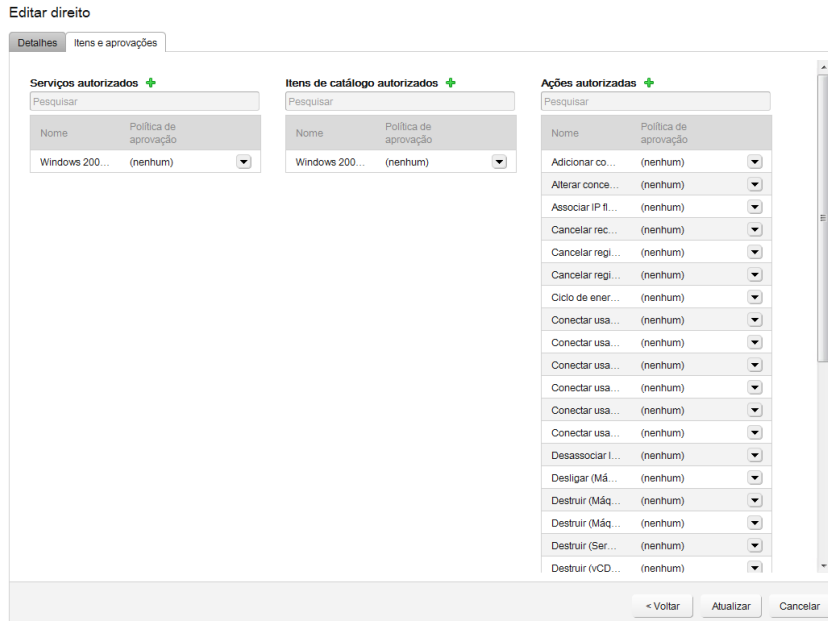 Editar direito
Detalhes
Itens e aprovações
Serviços autorizados
Pesquisar
Nome
Política de
aprovação
Windows 200... (nenhum)
Itens de catálogo autorizados
Pesquisar
Nome
Política de
aprovação
Windows 200... (nenhum)
Ações autorizadas
Pesquisar
Nome
Política de
aprovação
Adicionar co... (nenhum)
Alterar conce... (nenhum)
Associar IP fl... (nenhum)
Cancelar rec... (nenhum)
Cancelar regi... (nenhum)
Cancelar regi... (nenhum)
Ciclo de ener... (nenhum)
Conectar usa... (nenhum)
Conectar usa... (nenhum)
Conectar usa... (nenhum)
Conectar usa... (nenhum)
Conectar usa... (nenhum)
Conectar usa... (nenhum)
Desassociar I... (nenhum)
Desligar (Má... (nenhum)
Destruir (Máq... (nenhum)
Destruir (Máq... (nenhum)
Destruir (Ser... (nenhum)
Destruir (vCD... (nenhum)
< Voltar
Atualizar
Cancelar